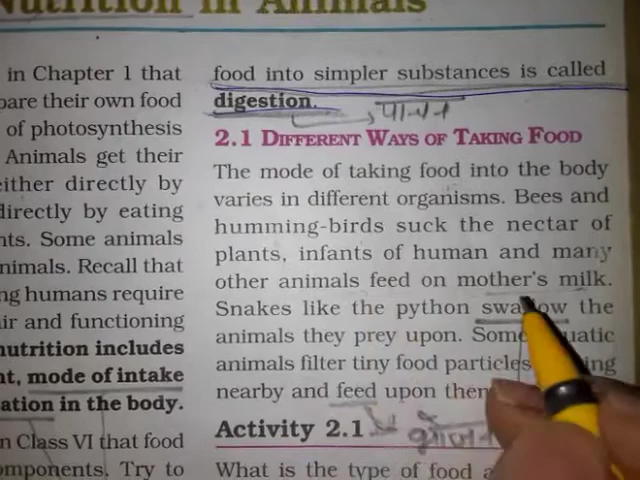 Nutrition in Animals
in Chapter 1 that
pare their own food
of photosynthesis
Animals get their
either directly by
directly by eating
nts. Some animals
nimals. Recall that
ng humans require
air and functioning
nutrition includes
nt, mode of intake
ation in the body.
n Class VI that food
omponents. Try to
food into simpler substances is called
digestion.
पाचन
2.1 DIFFERENT WAYS OF TAKING FOOD
The mode of taking food into the body
varies in different organisms. Bees and
humming-birds suck the nectar of
plants, infants of human and many
other animals feed on mother's milk.
Snakes like the python swallow the
animals they prey upon. Some
animals filter tiny food particles
nearby and feed upon
Activity 2.1
What is the type of food